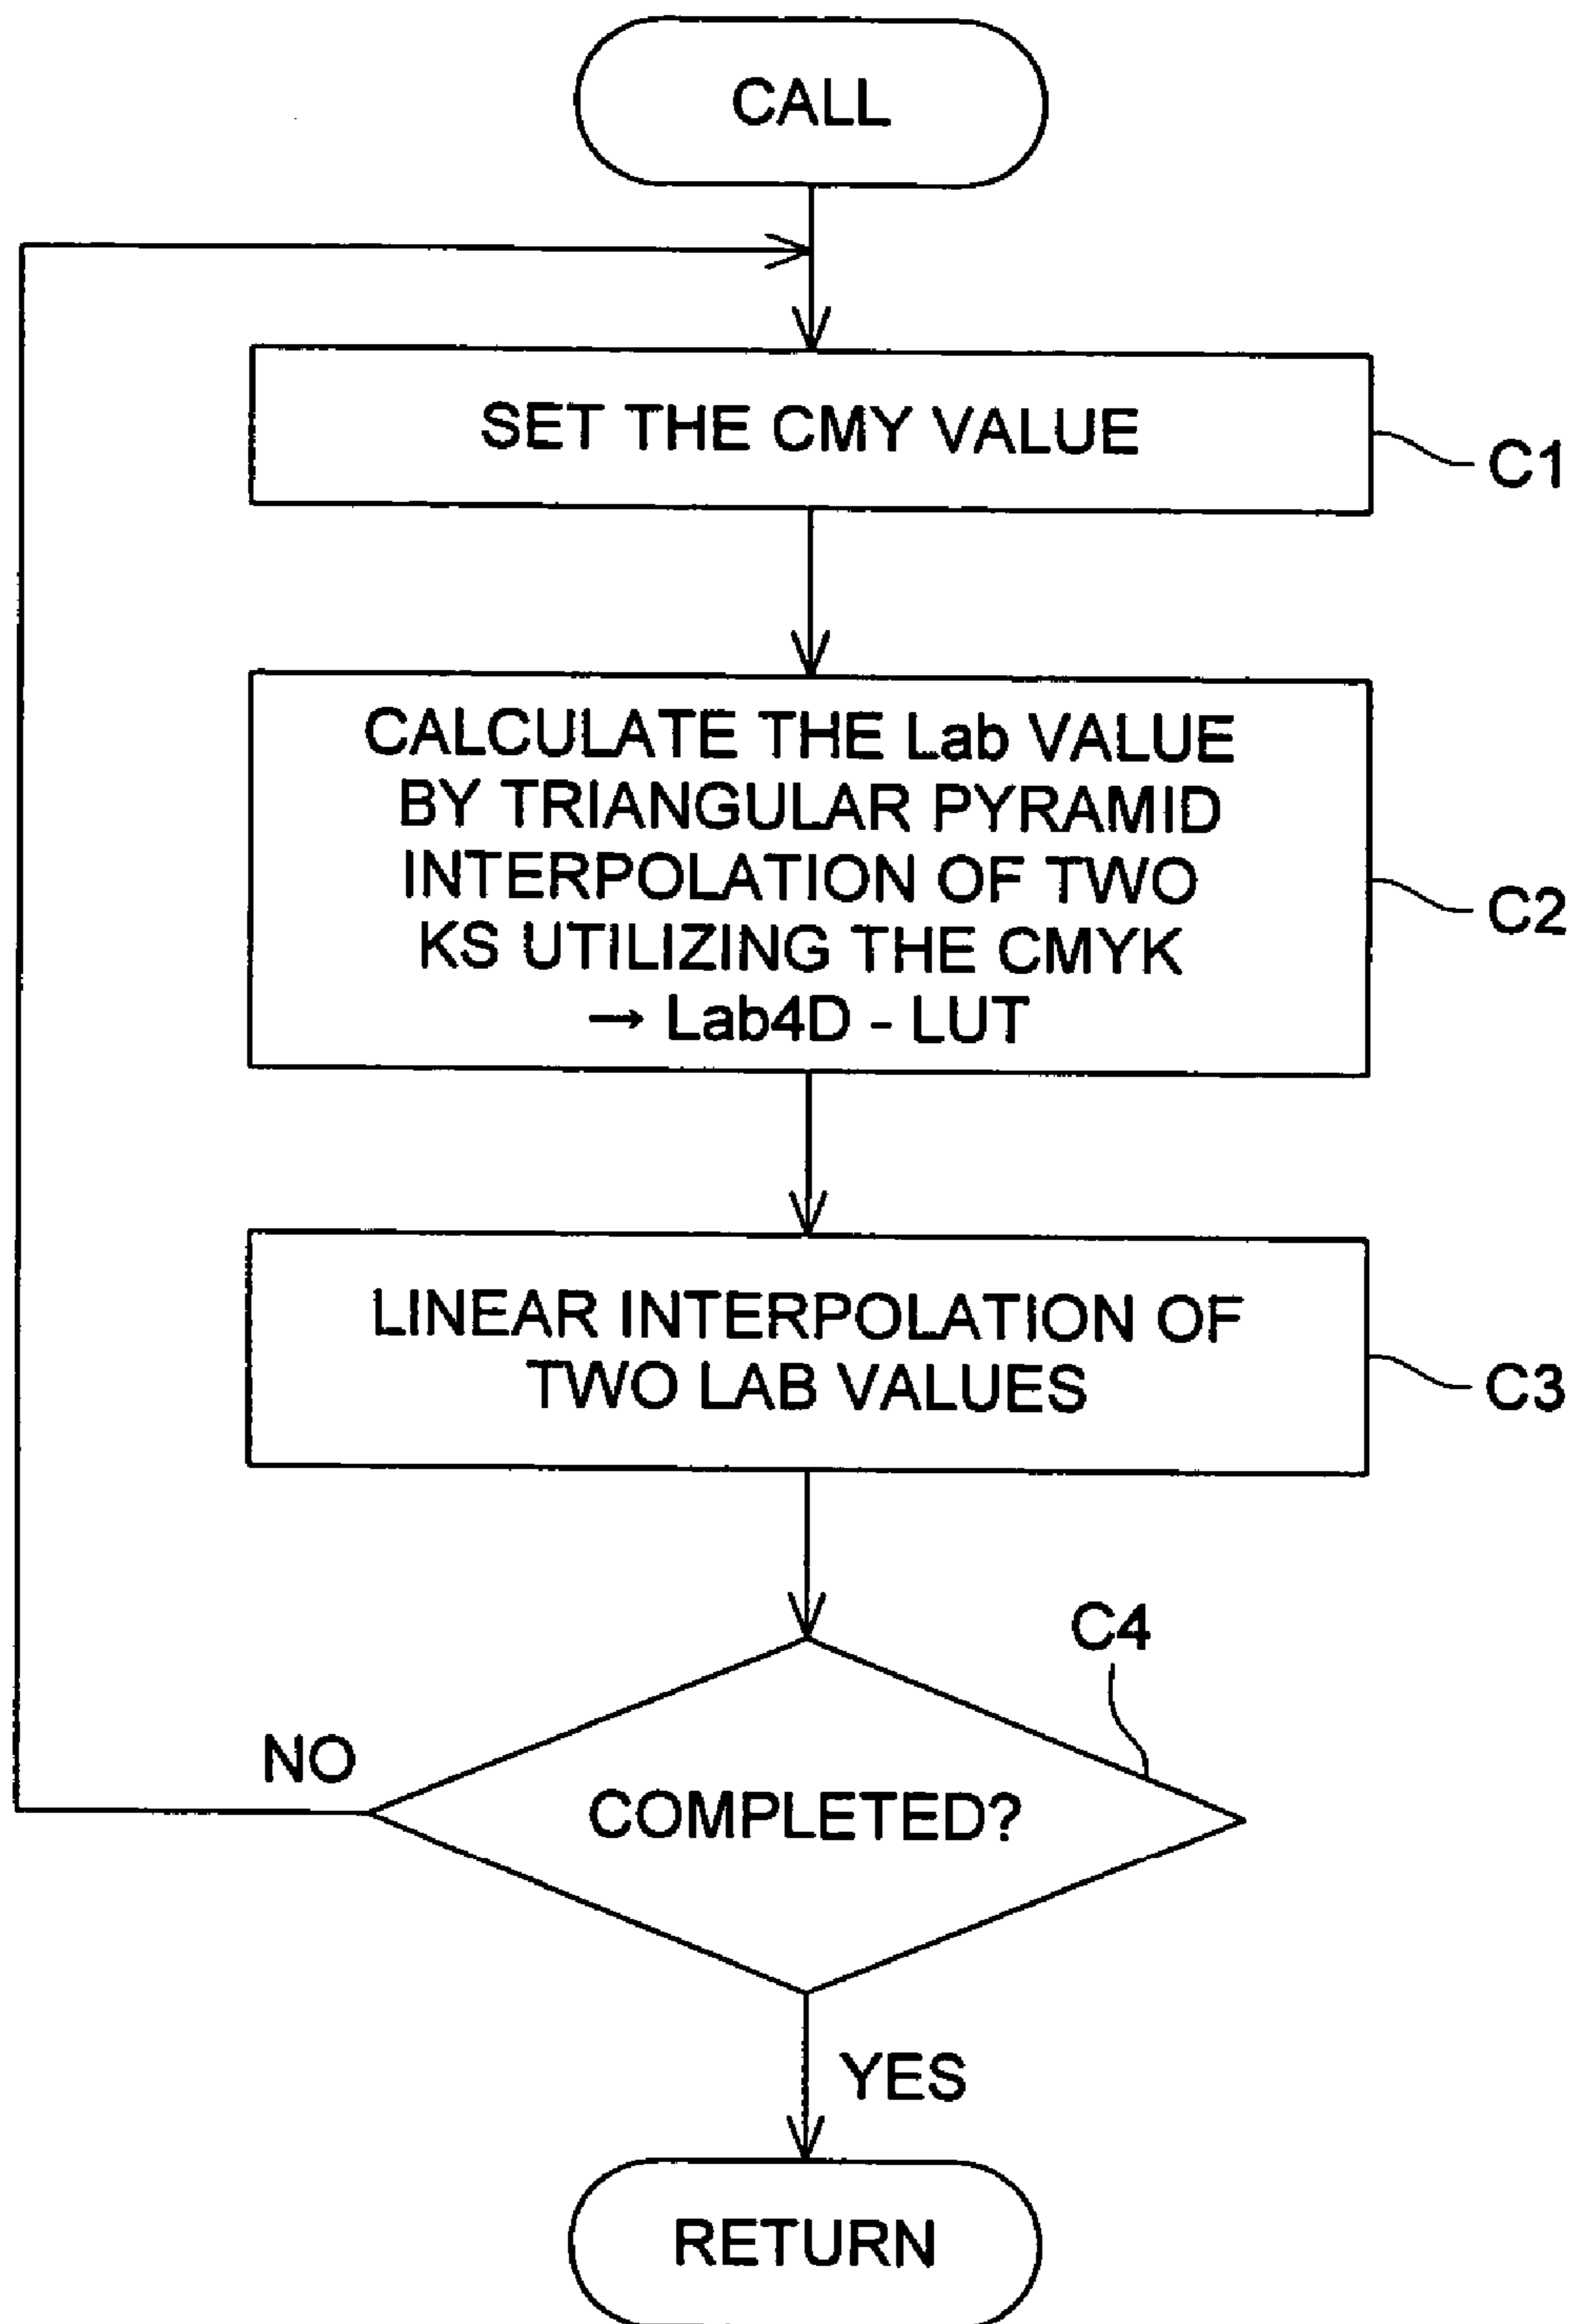 CALL
SET THE CMY VALUE
C1
CALCULATE THE Lab VALUE
BY TRIANGULAR PYRAMID
INTERPOLATION OF TWO
KS UTILIZING THE CMYK
→ Lab4D - LUT
C2
LINEAR INTERPOLATION OF
TWO LAB VALUES
C3
C4
NO
COMPLETED?
YES
RETURN